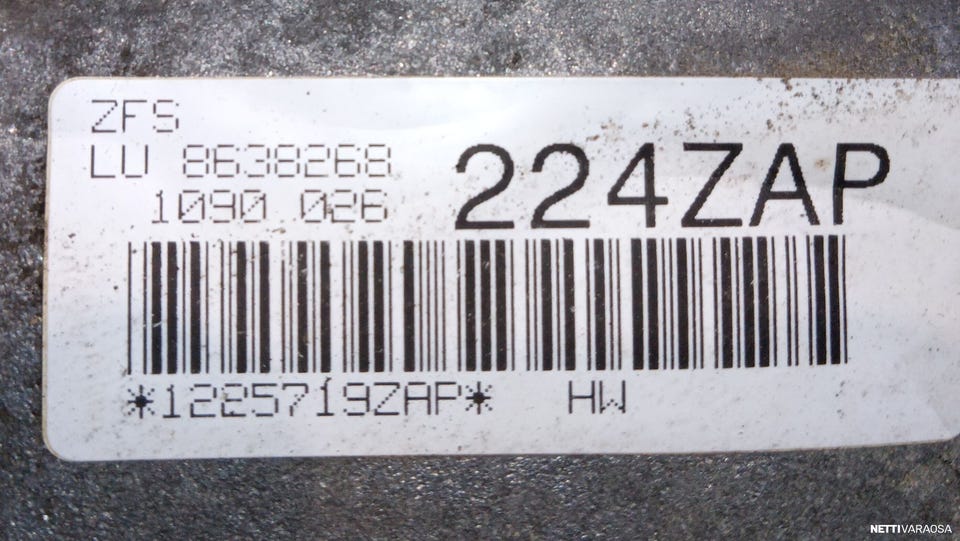 ZFS
LU 8638268
1090 026
224ZAP
*1225719ZAP* HW
NETTIVARAOSA